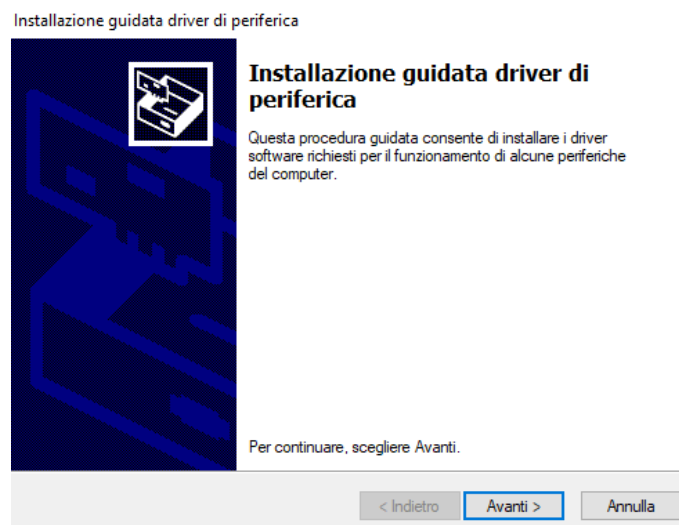 Installazione guidata driver di periferica
Installazione guidata driver di
periferica
Questa procedura guidata consente di installare i driver
software richiesti per il funzionamento di alcune periferiche
del computer.
Per continuare, scegliere Avanti.
< Indietro
Avanti >
Annulla